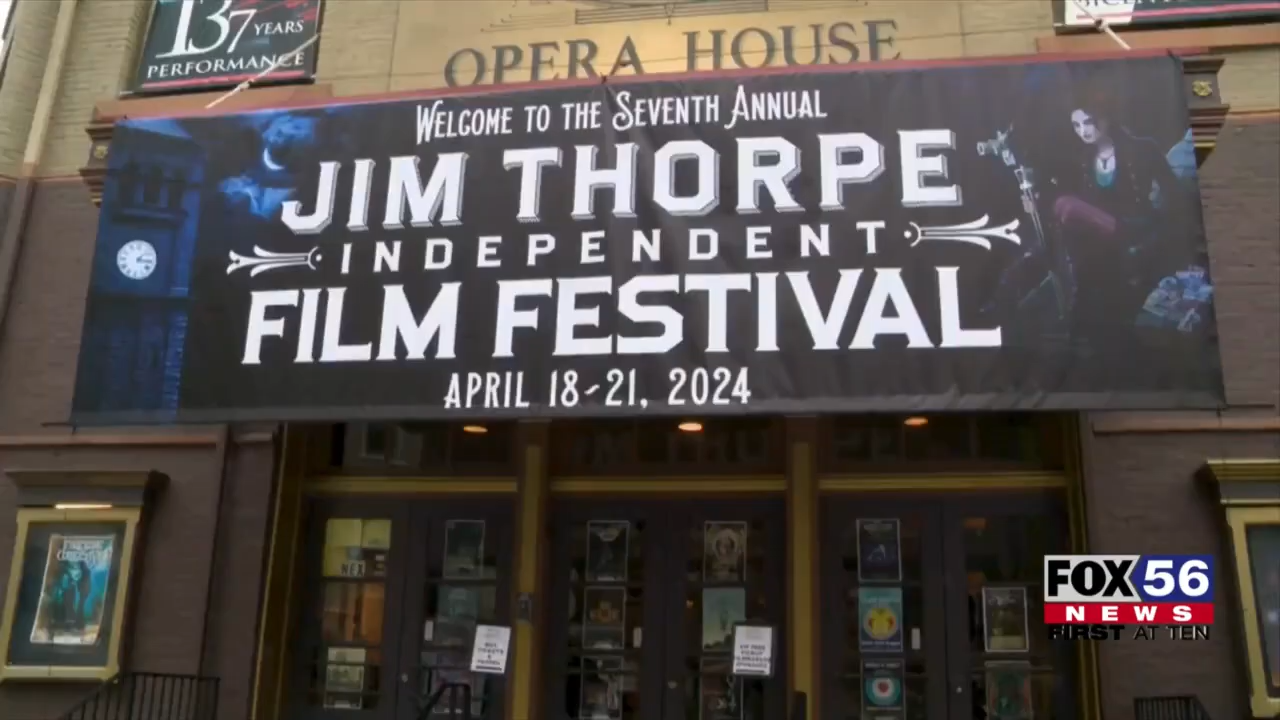 137 YEARS
PERFORMANCE
OPERA HOUSE
WELCOME TO THE SEVENTH ANNUAL
JIM THORPE
INDEPENDENT
FILM FESTIVAL
APRIL 18-21, 2024
FOX 56
NEWS
FIRST AT TEN